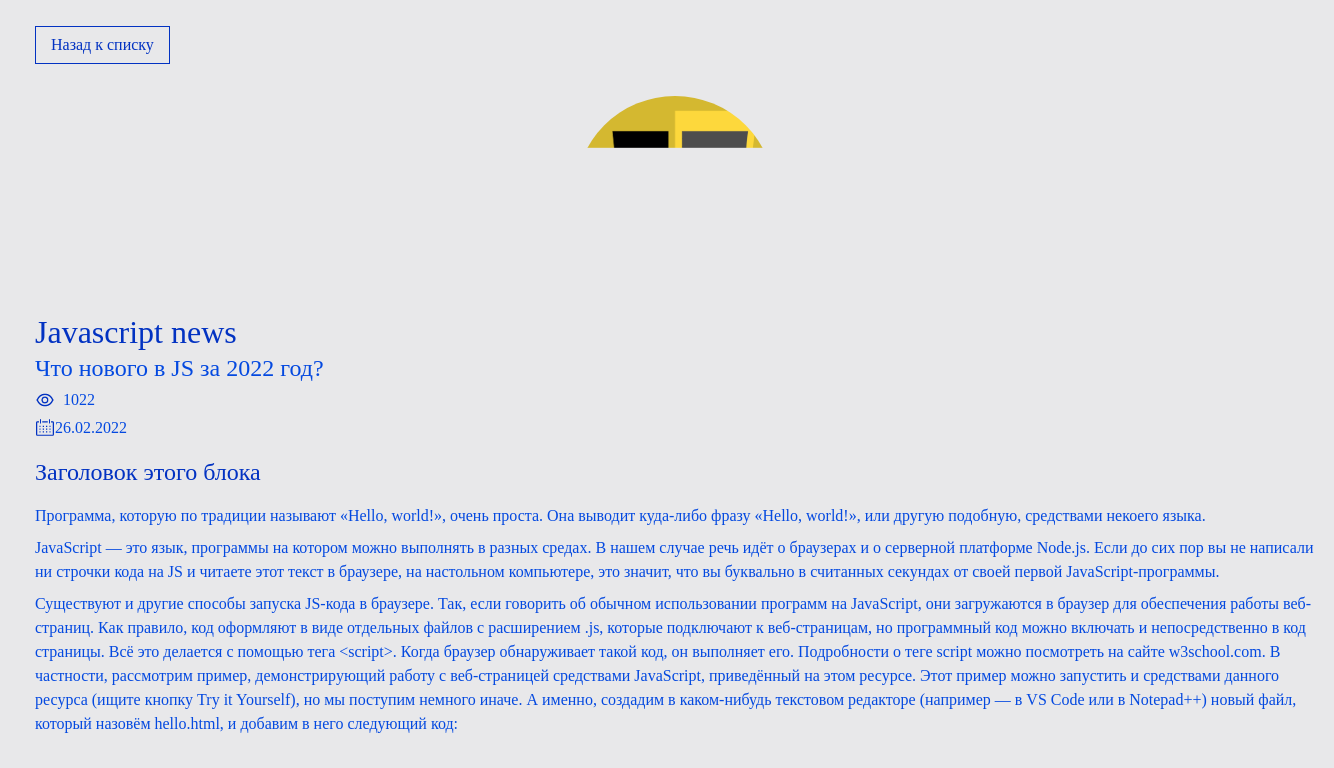 Назад к списку
Javascript news
Что нового в JS за 2022 год?
1022
26.02.2022
Заголовок этого блока
Программа, которую по традиции называют «Hello, world!», очень проста. Она выводит куда-либо фразу «Hello, world!», или другую подобную, средствами некоего языка.
JavaScript — это язык, программы на котором можно выполнять в разных средах. В нашем случае речь идёт о браузерах и о серверной платформе Node.js. Если до сих пор вы не написали
ни строчки кода на JS и читаете этот текст в браузере, на настольном компьютере, это значит, что вы буквально в считанных секундах от своей первой JavaScript-программы.
Существуют и другие способы запуска JS-кода в браузере. Так, если говорить об обычном использовании программ на JavaScript, они загружаются в браузер для обеспечения работы веб-
страниц. Как правило, код оформляют в виде отдельных файлов с расширением .js, которые подключают к веб-страницам, но программный код можно включать и непосредственно в код
страницы. Всё это делается с помощью тега <script>. Когда браузер обнаруживает такой код, он выполняет его. Подробности о теге script можно посмотреть на сайте w3school.com. В
частности, рассмотрим пример, демонстрирующий работу с веб-страницей средствами JavaScript, приведённый на этом ресурсе. Этот пример можно запустить и средствами данного
ресурса (ищите кнопку Try it Yourself), но мы поступим немного иначе. А именно, создадим в каком-нибудь текстовом редакторе (например — в VS Code или в Notepad++) новый файл,
который назовём hello.html, и добавим в него следующий код: